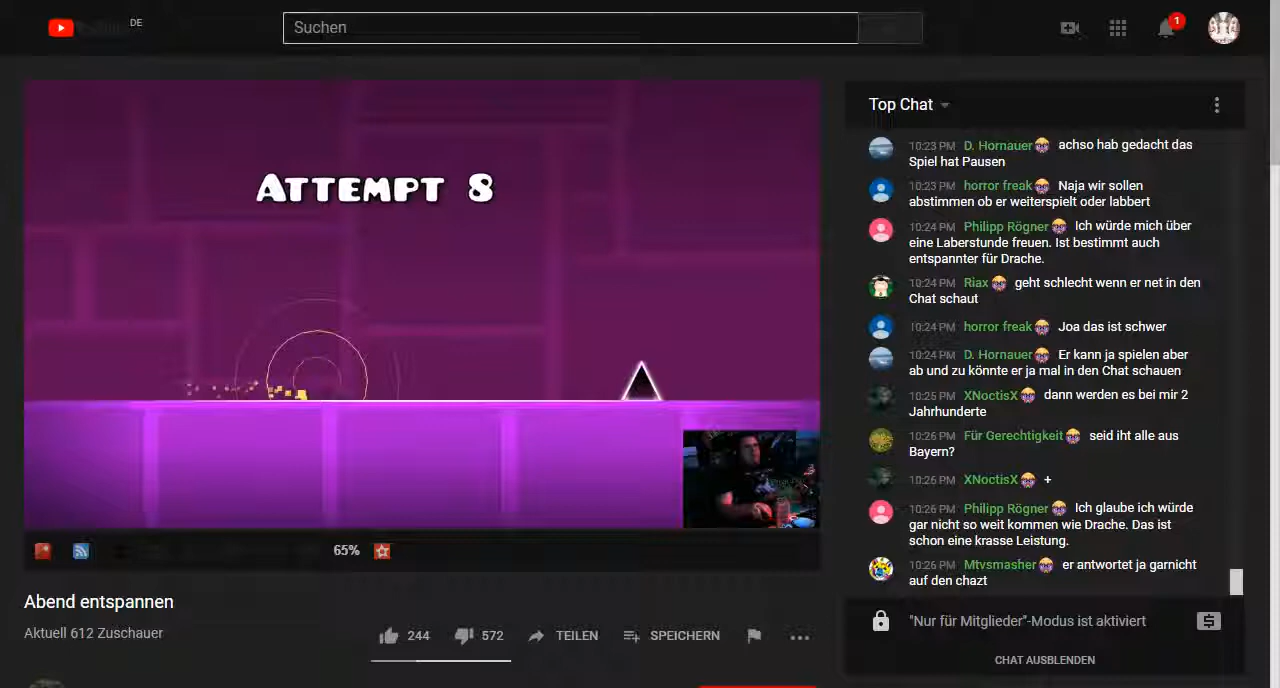 DE
Suchen
1
ATTEMPT 8
65%
Abend entspannen
Aktuell 612 Zuschauer
244
572
TEILEN
SPEICHERN
Top Chat
10:23 PM D. Hornauer achso hab gedacht das
Spiel hat Pausen
10:23 PM horror freak Naja wir sollen
abstimmen ob er weiterspielt oder labbert
10:24 PM Philipp Rögner Ich würde mich über
eine Laberstunde freuen. Ist bestimmt auch
entspannter für Drache.
10:24 PM Riax geht schlecht wenn er net in den
Chat schaut
10:24 PM horror freak Joa das ist schwer
10:24 PM D. Hornauer Er kann ja spielen aber
ab und zu könnte er ja mal in den Chat schauen
10:25 PM XNoctisX dann werden es bei mir 2
Jahrhunderte
10:26 PM Für Gerechtigkeit seid iht alle aus
Bayern?
10:26 PM XNoctisX +
10:26 PM Philipp Rögner Ich glaube ich würde
gar nicht so weit kommen wie Drache. Das ist
schon eine krasse Leistung.
10:26 PM Mtvsmasher er antwortet ja garnicht
auf den chazt
"Nur für Mitglieder"-Modus ist aktiviert
CHAT AUSBLENDEN